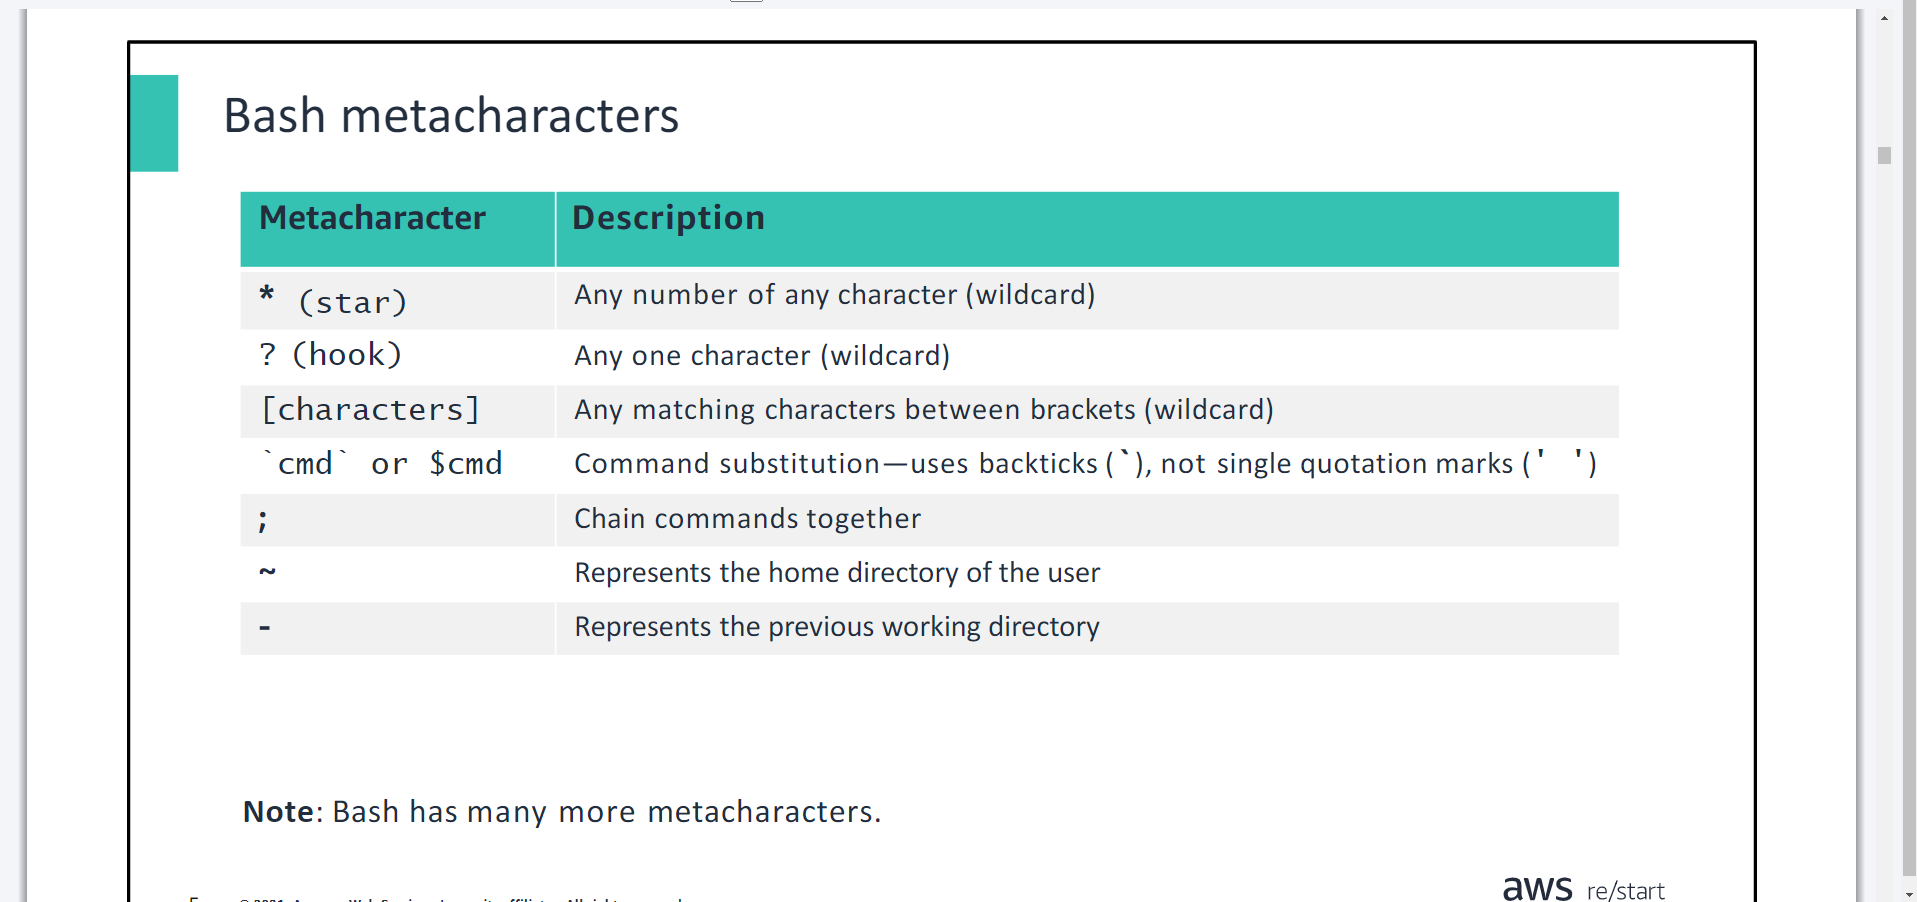 Bash metacharacters
Metacharacter Description
* (star) Any number of any character (wildcard)
? (hook) Any one character (wildcard)
[characters] Any matching characters between brackets (wildcard)
`cmd` or $cmd Command substitution—uses backticks (`), not single quotation marks (' ')
; Chain commands together
~ Represents the home directory of the user
- Represents the previous working directory
Note: Bash has many more metacharacters.
aws re/start